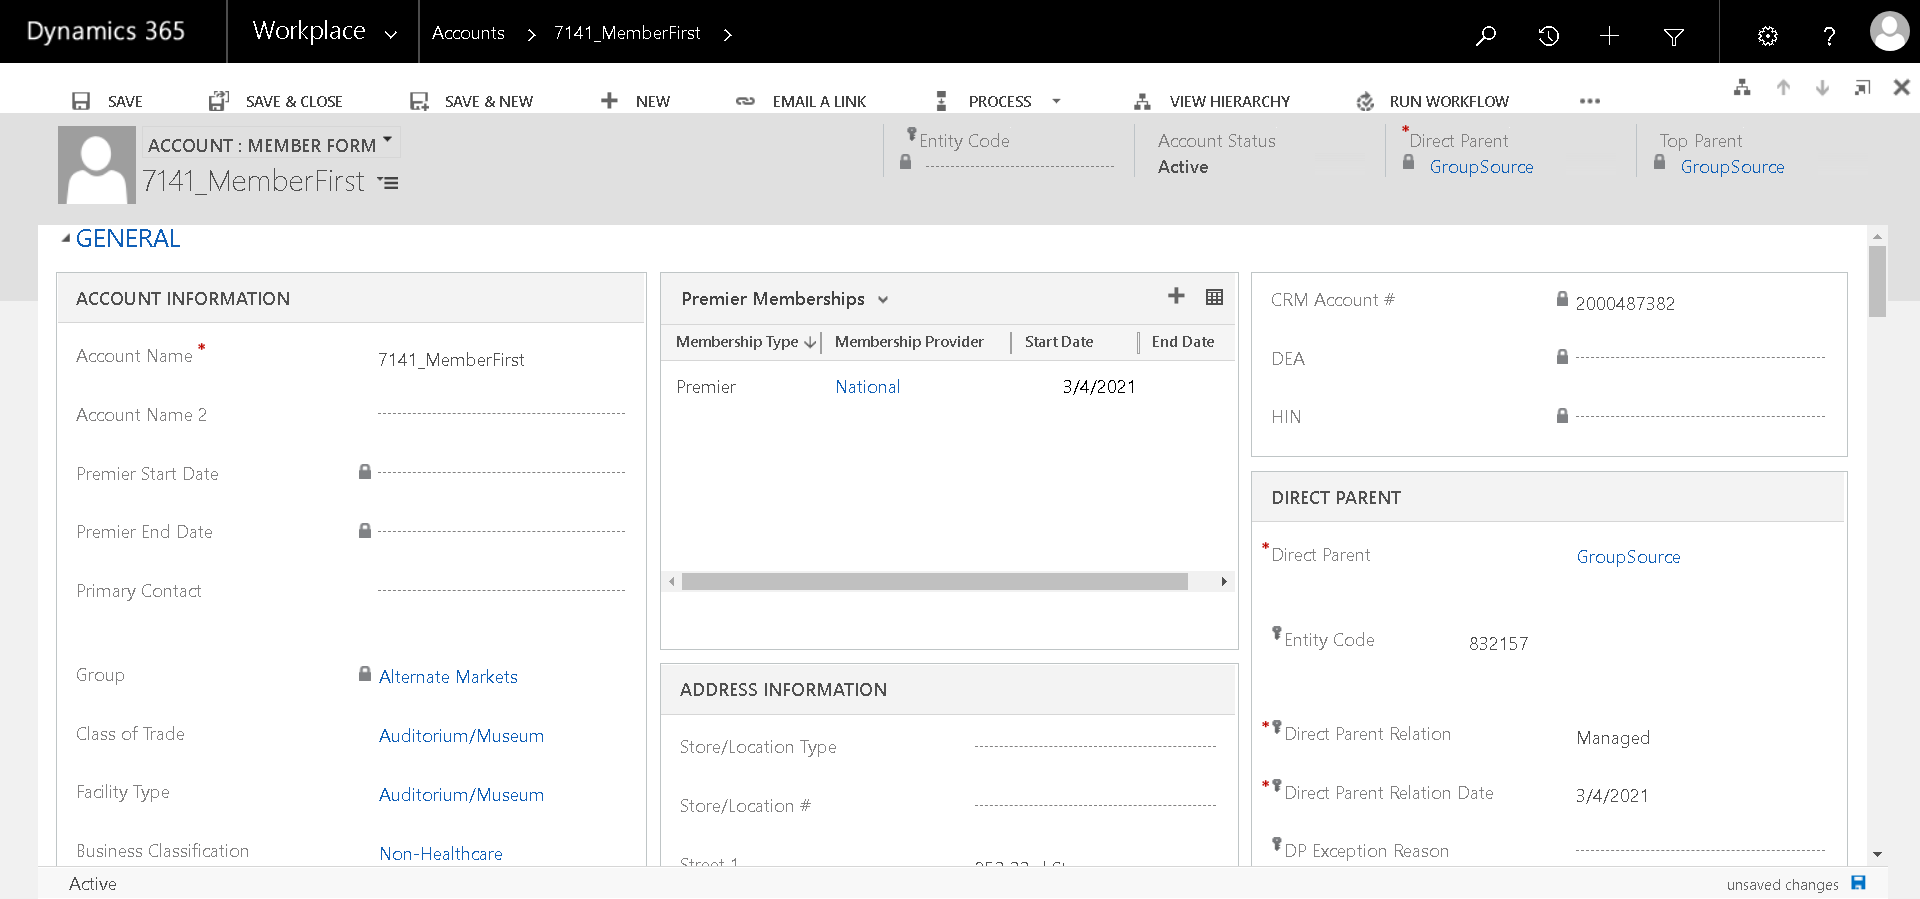 Dynamics 365 Workplace Accounts 7141_MemberFirst
SAVE SAVE & CLOSE SAVE & NEW NEW EMAIL A LINK PROCESS VIEW HIERARCHY RUN WORKFLOW
ACCOUNT : MEMBER FORM
7141_MemberFirst
Entity Code
Account Status
Active
*Direct Parent
GroupSource
Top Parent
GroupSource
GENERAL
ACCOUNT INFORMATION
Account Name * 7141_MemberFirst
Account Name 2
Premier Start Date
Premier End Date
Primary Contact
Group Alternate Markets
Class of Trade Auditorium/Museum
Facility Type Auditorium/Museum
Business Classification Non-Healthcare
Premier Memberships
Membership Type Membership Provider Start Date End Date
Premier National 3/4/2021
ADDRESS INFORMATION
Store/Location Type
Store/Location #
Street 1
CRM Account # 2000487382
DEA
HIN
DIRECT PARENT
*Direct Parent GroupSource
Entity Code 832157
*Direct Parent Relation Managed
*Direct Parent Relation Date 3/4/2021
DP Exception Reason
Active
unsaved changes